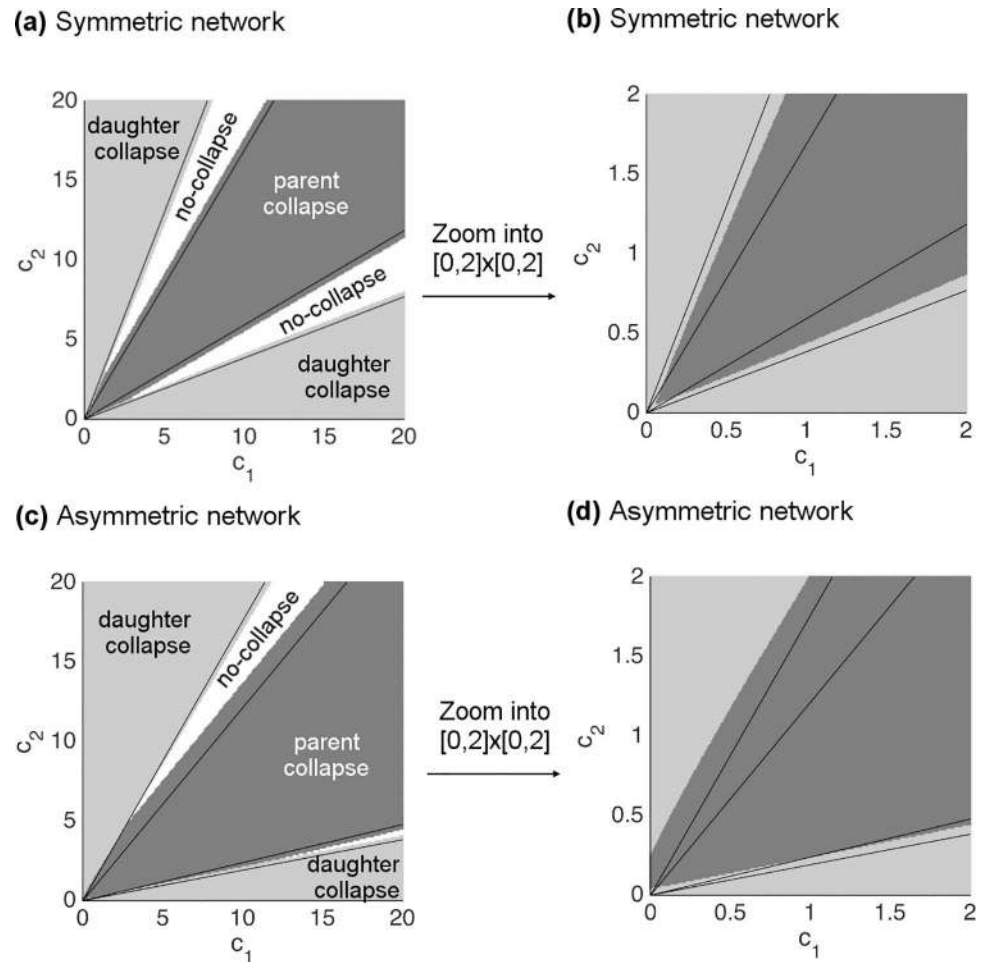 (a) Symmetric network
20
15
10
5
0
c2
daughter
collapse
no-collapse
parent
collapse
no-collapse
daughter
collapse
0 5 10 15 20
c1
Zoom into
[0,2]x[0,2]
(b) Symmetric network
2
1.5
1
0.5
0
c2
0 0.5 1 1.5 2
c1
(c) Asymmetric network
20
15
10
5
0
c2
daughter
collapse
no-collapse
parent
collapse
daughter
collapse
0 5 10 15 20
c1
Zoom into
[0,2]x[0,2]
(d) Asymmetric network
2
1.5
1
0.5
0
c2
0 0.5 1 1.5 2
c1